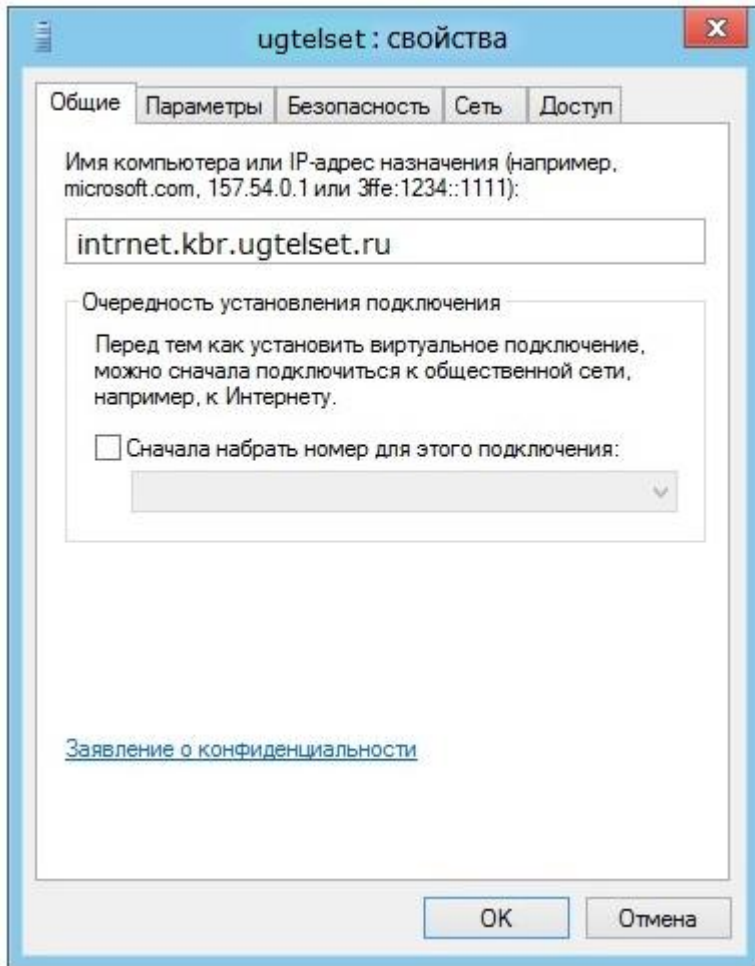 ugtelset : свойства
x
Общие Параметры Безопасность Сеть Доступ
Имя компьютера или IP-адрес назначения (например,
microsoft.com, 157.54.0.1 или 3ffe:1234::1111):
intrnet.kbr.ugtelset.ru
Очередность установления подключения
Перед тем как установить виртуальное подключение,
можно сначала подключиться к общественной сети,
например, к Интернету.
Сначала набрать номер для этого подключения:
Заявление о конфиденциальности
OK Отмена